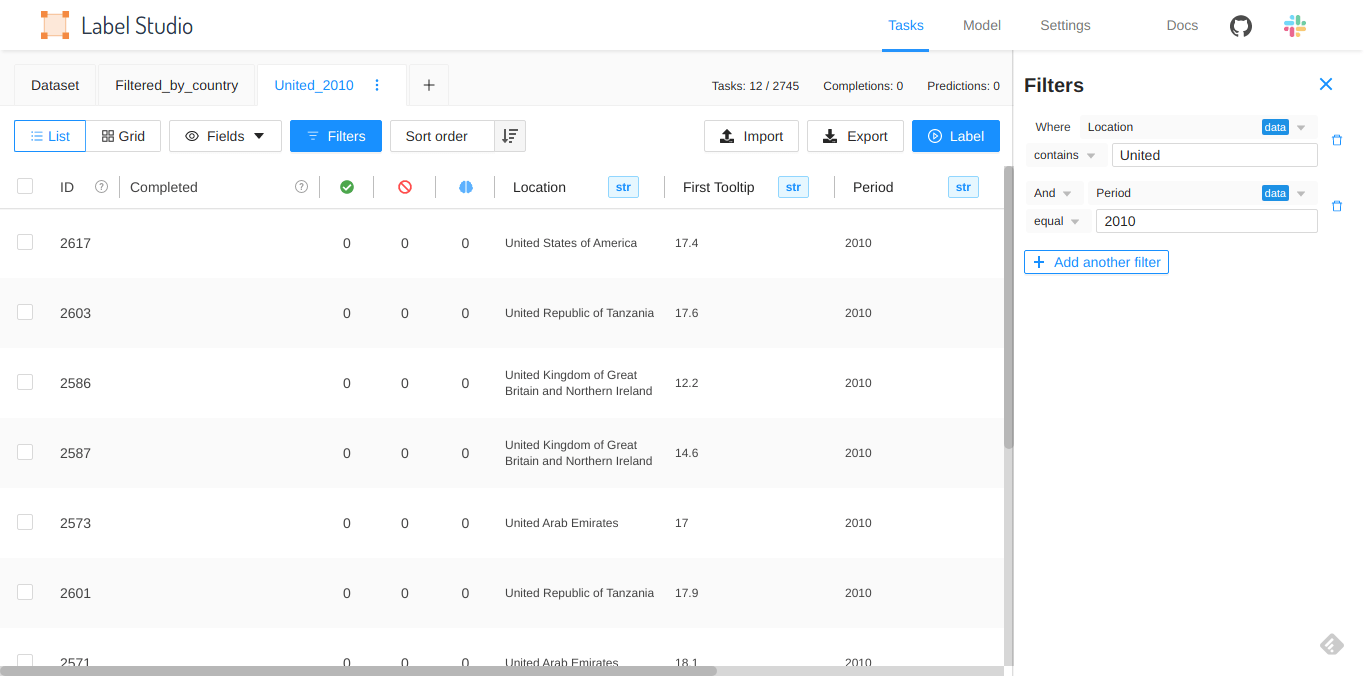 Label Studio
Tasks Model Settings Docs
Dataset Filtered_by_country United_2010 Tasks: 12 / 2745 Completions: 0 Predictions: 0
List Grid Fields Filters Sort order Import Export Label
ID ? Completed ? Location str First Tooltip str Period str
2617 0 0 0 United States of America 17.4 2010
2603 0 0 0 United Republic of Tanzania 17.6 2010
2586 0 0 0 United Kingdom of Great
Britain and Northern Ireland 12.2 2010
2587 0 0 0 United Kingdom of Great
Britain and Northern Ireland 14.6 2010
2573 0 0 0 United Arab Emirates 17 2010
2601 0 0 0 United Republic of Tanzania 17.9 2010
2571 0 0 0 United Arab Emirates 18.1 2010
Filters
Where Location data
contains United
And Period data
equal 2010
Add another filter